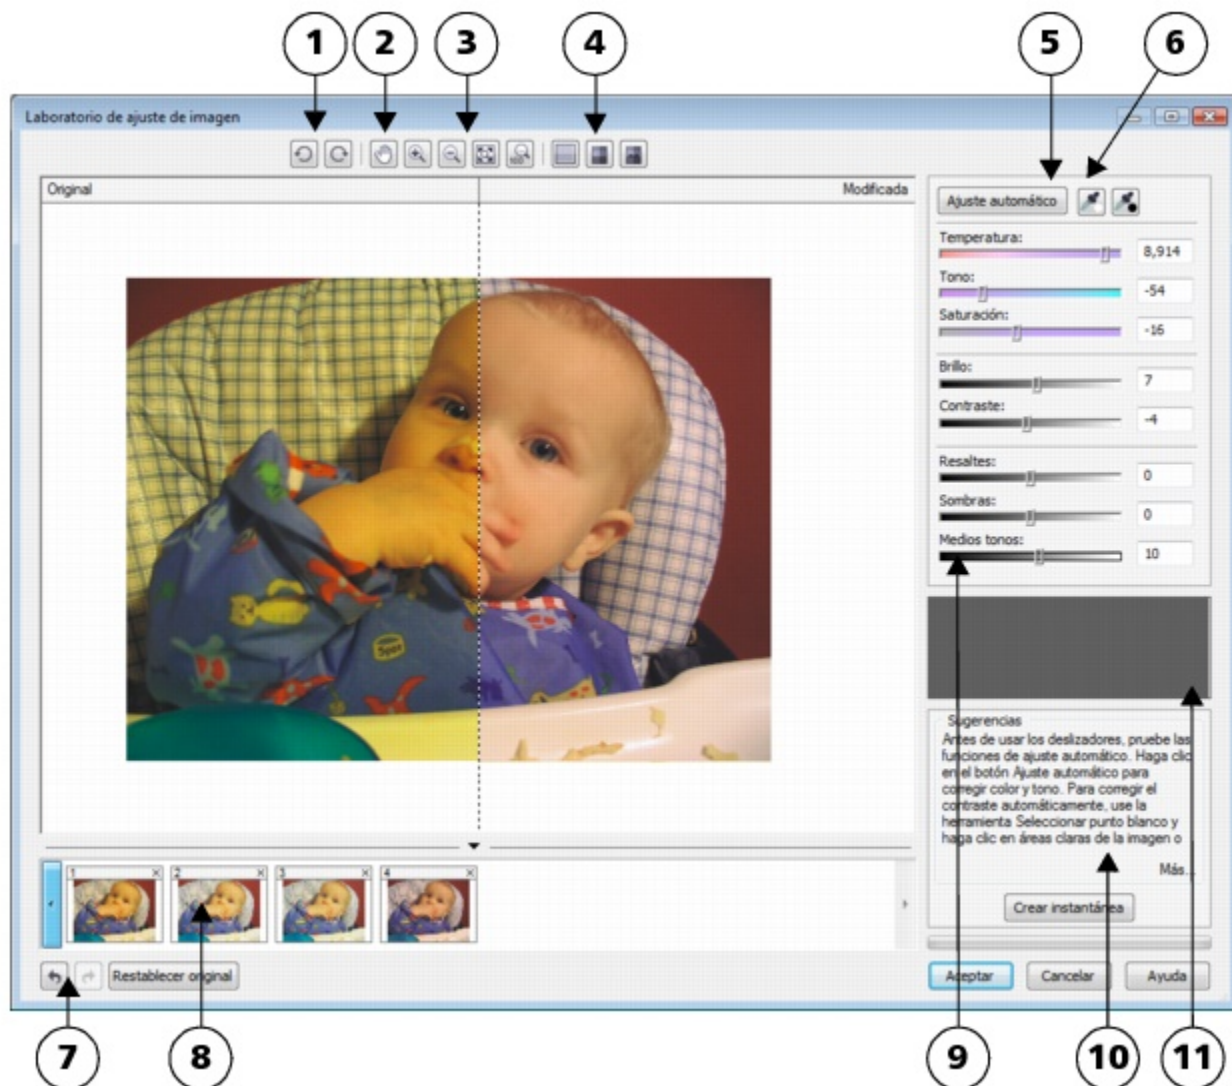 1 2 3 4 5 6
Laboratorio de ajuste de imagen
Original Modificada
Ajuste automático
Temperatura:
8,914
Tono:
-54
Saturación:
-16
Brillo:
7
Contraste:
-4
Resaltes:
0
Sombras:
0
Medios tonos:
10
Sugerencias
Antes de usar los deslizadores, pruebe las
funciones de ajuste automático. Haga clic
en el botón Ajuste automático para
corregir color y tono. Para corregir el
contraste automáticamente, use la
herramienta Seleccionar punto blanco y
haga clic en áreas claras de la imagen o
Más...
Crear instantánea
1 2 3 4
Restablecer original
Aceptar Cancelar Ayuda
7 8 9 10 11